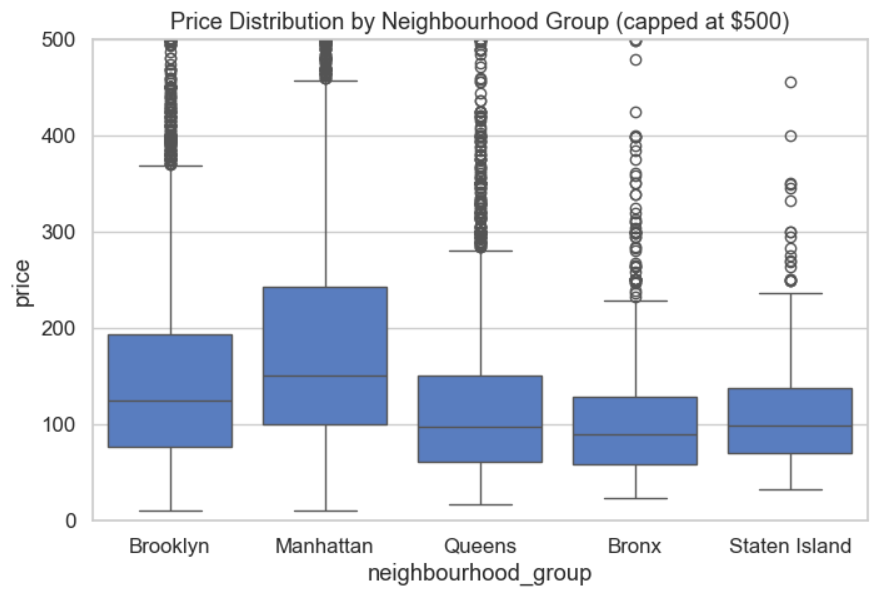 Price Distribution by Neighbourhood Group (capped at $500)
500
400
300
200
100
0
price
Brooklyn Manhattan Queens Bronx Staten Island
neighbourhood_group